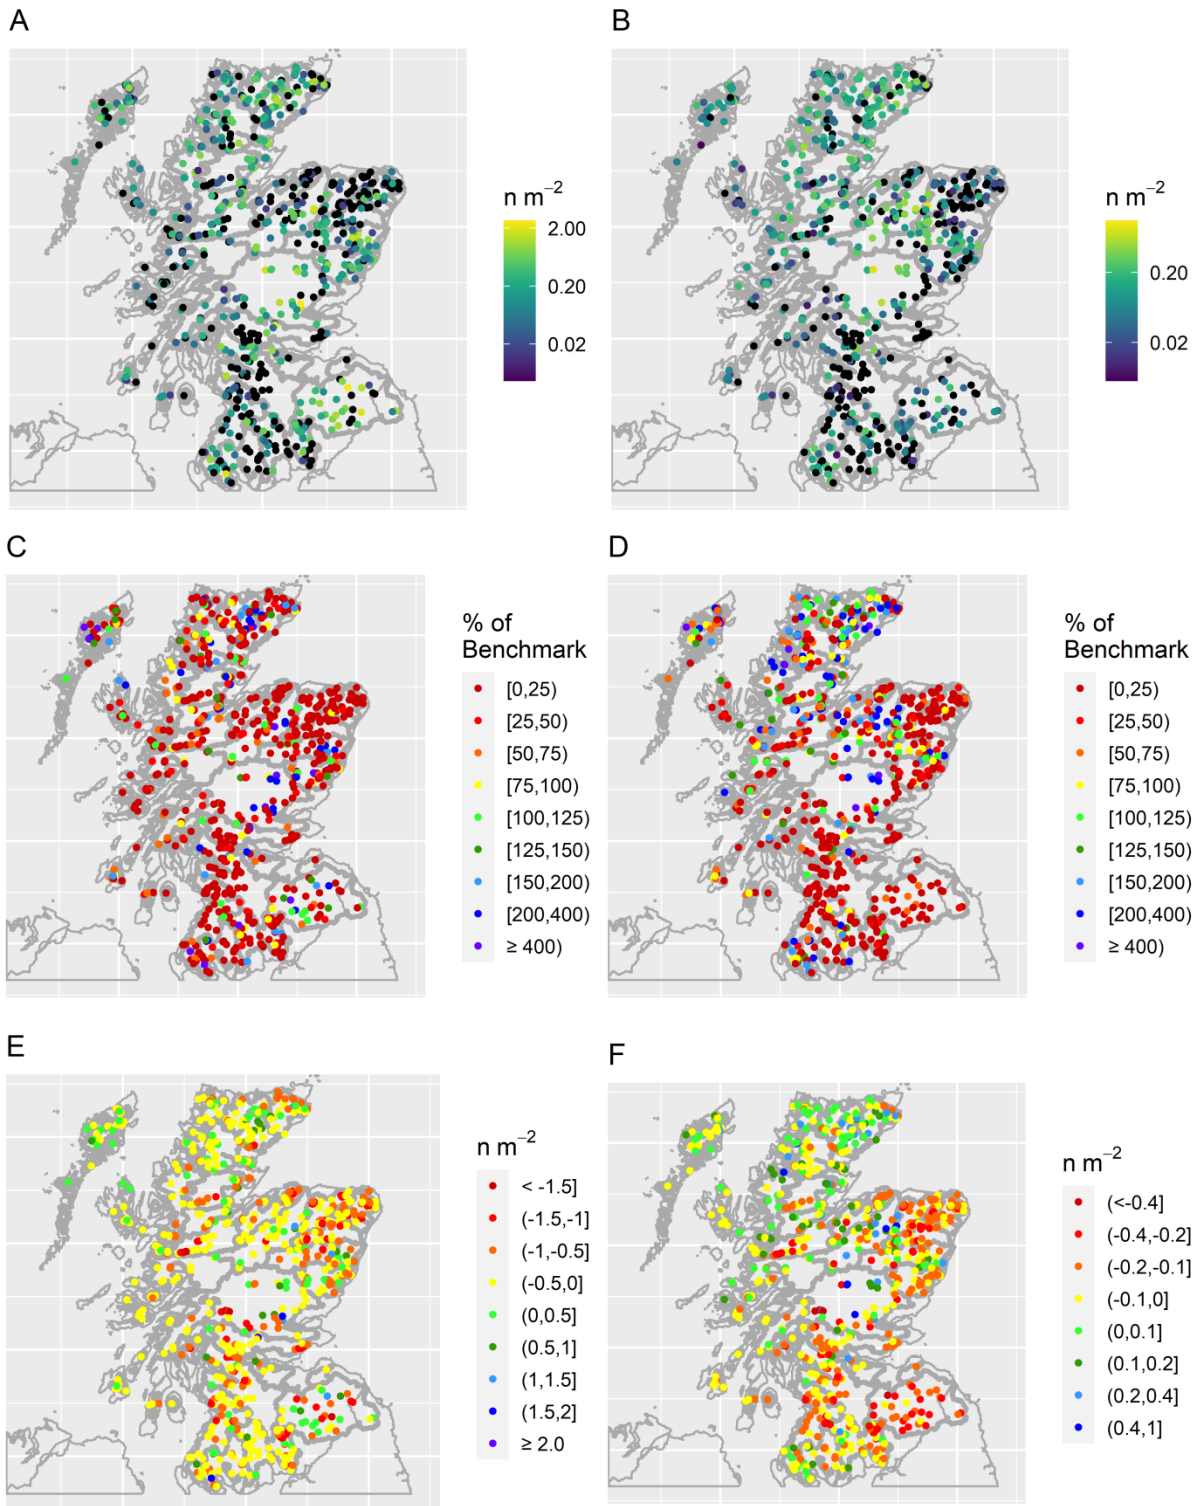 A
B
n m⁻²
2.00
0.20
0.02
n m⁻²
0.20
0.02
C
D
% of
Benchmark
[0,25)
[25,50)
[50,75)
[75,100)
[100,125)
[125,150)
[150,200)
[200,400)
≥ 400)
% of
Benchmark
[0,25)
[25,50)
[50,75)
[75,100)
[100,125)
[125,150)
[150,200)
[200,400)
≥ 400)
E
F
n m⁻²
< -1.5]
(-1.5,-1]
(-1,-0.5]
(-0.5,0]
(0,0.5]
(0.5,1]
(1,1.5]
(1.5,2]
≥ 2.0
n m⁻²
(<-0.4]
(-0.4,-0.2]
(-0.2,-0.1]
(-0.1,0]
(0,0.1]
(0.1,0.2]
(0.2,0.4]
(0.4,1]